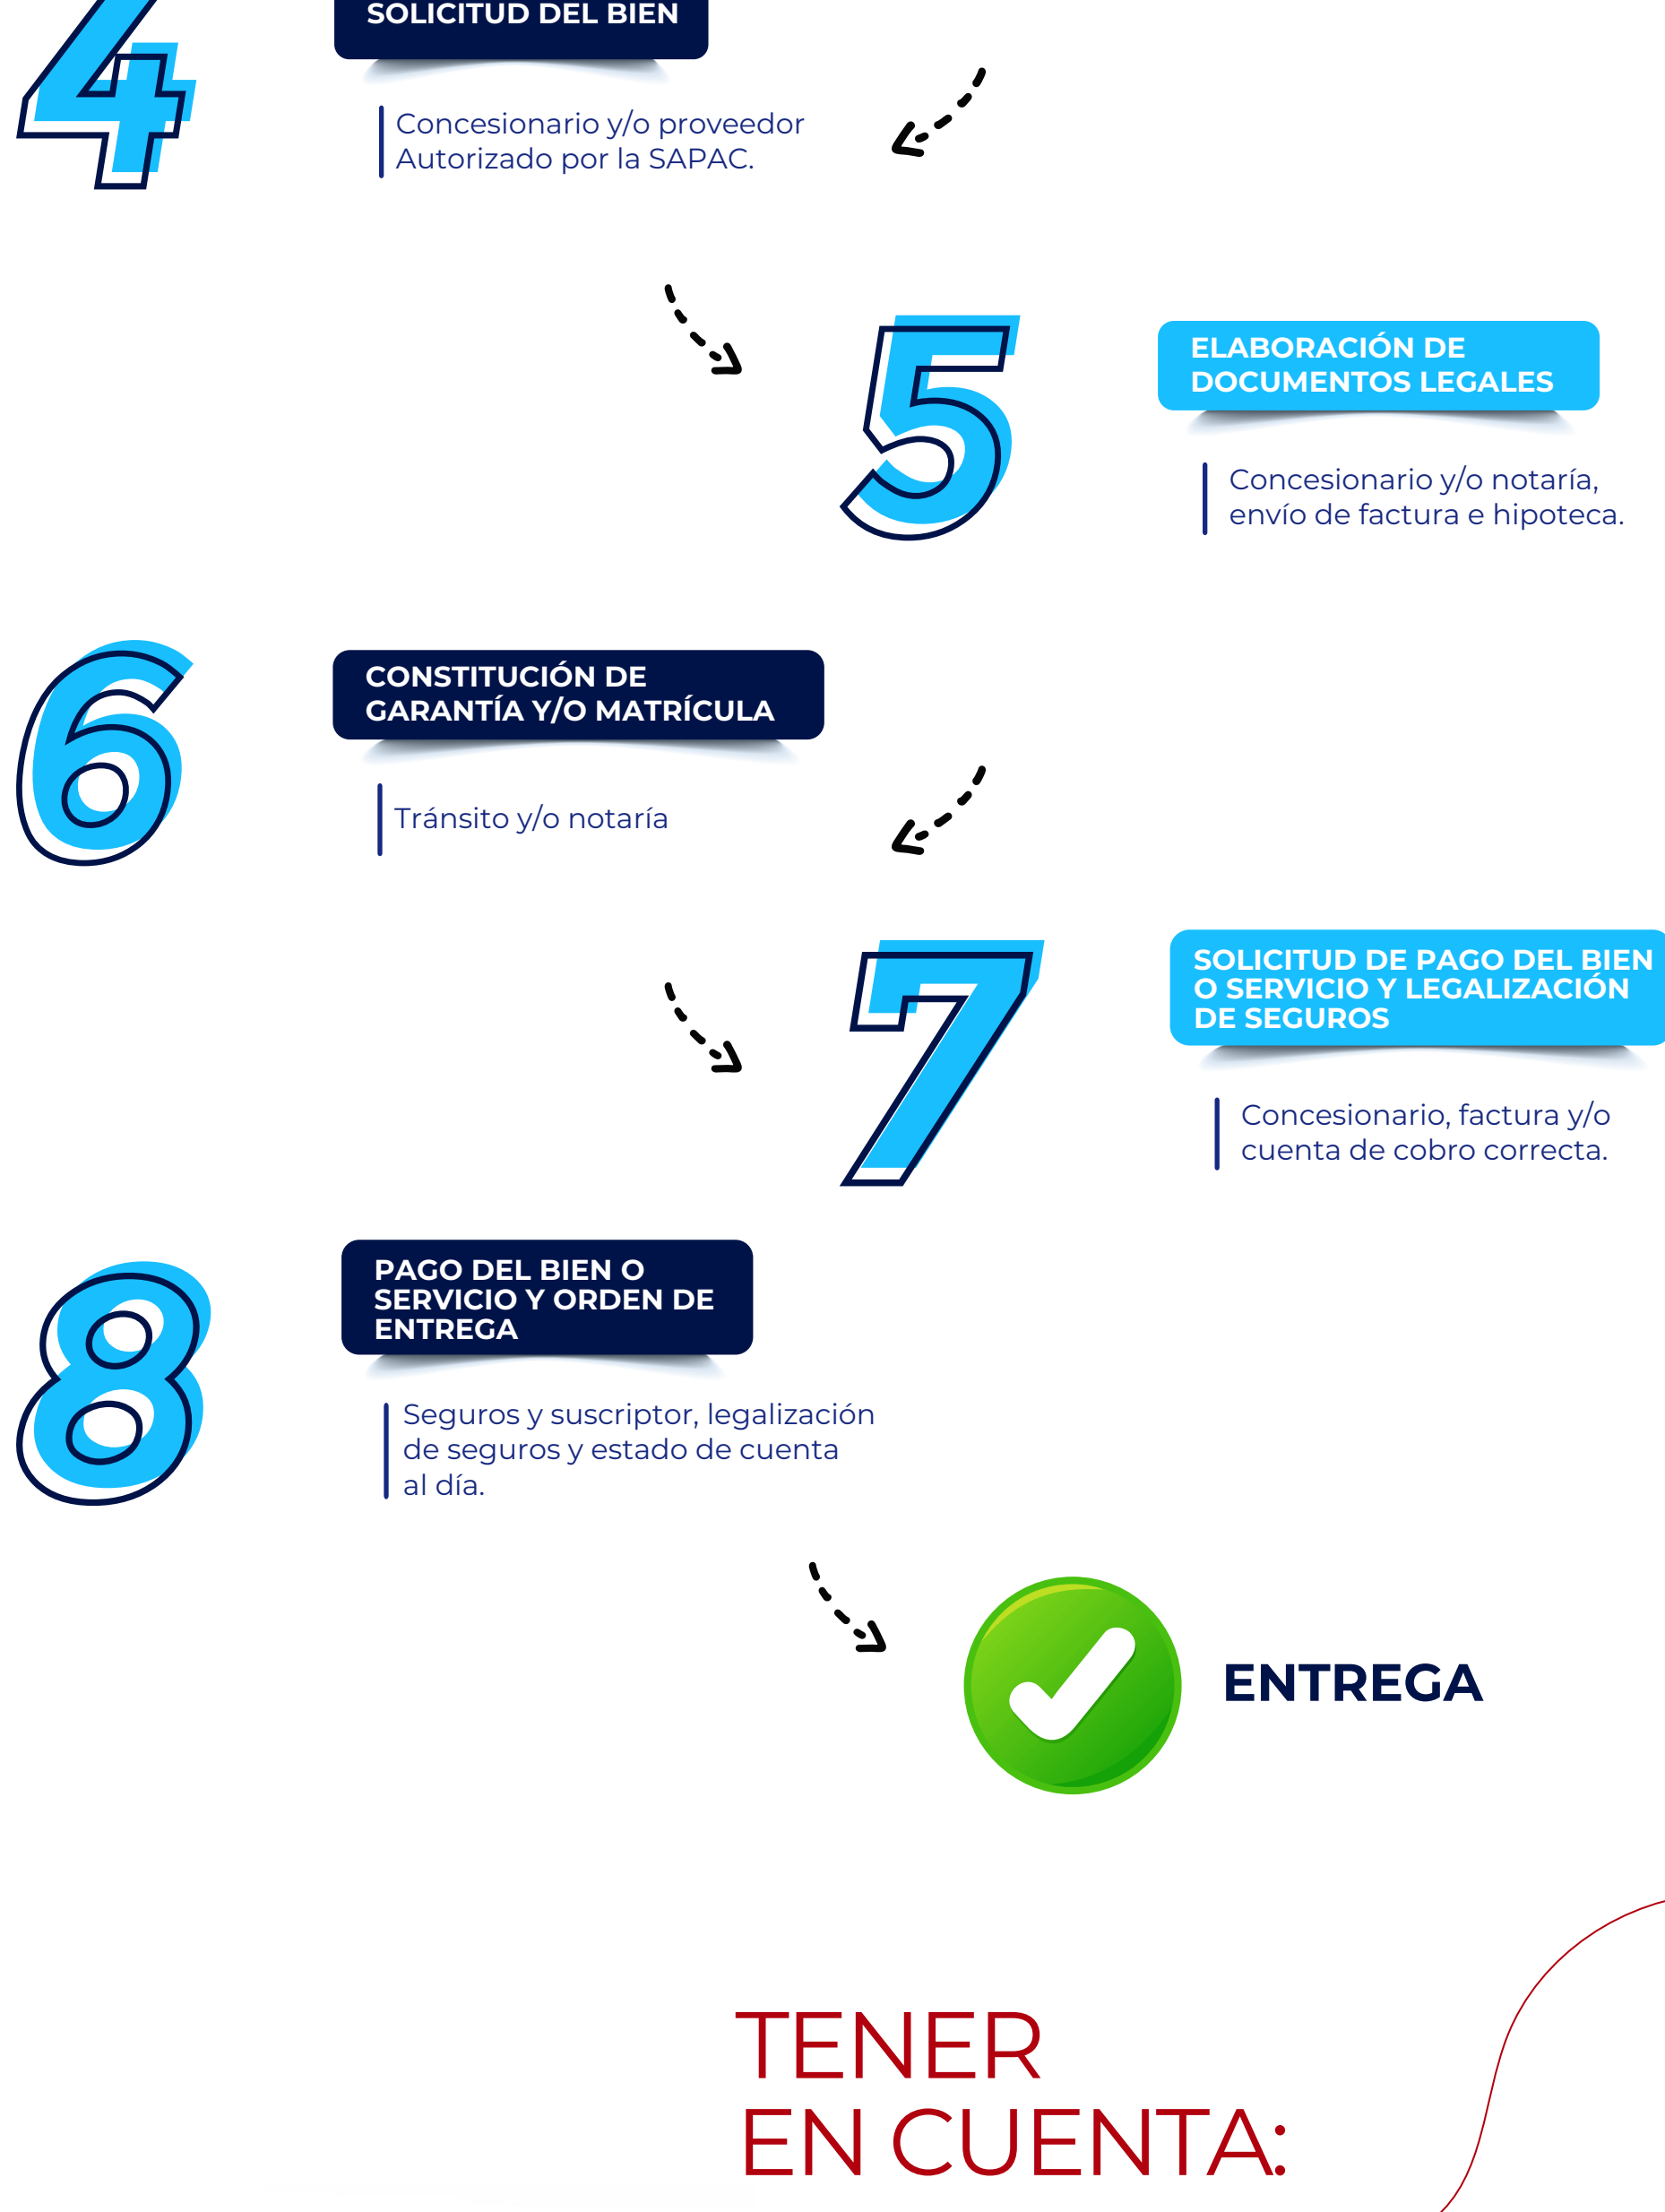 4
SOLICITUD DEL BIEN
Concesionario y/o proveedor
Autorizado por la SAPAC.
5
ELABORACIÓN DE
DOCUMENTOS LEGALES
Concesionario y/o notaría,
envío de factura e hipoteca.
6
CONSTITUCIÓN DE
GARANTÍA Y/O MATRÍCULA
Tránsito y/o notaría
7
SOLICITUD DE PAGO DEL BIEN
O SERVICIO Y LEGALIZACIÓN
DE SEGUROS
Concesionario, factura y/o
cuenta de cobro correcta.
8
PAGO DEL BIEN O
SERVICIO Y ORDEN DE
ENTREGA
Seguros y suscriptor, legalización
de seguros y estado de cuenta
al día.
ENTREGA
TENER
EN CUENTA: